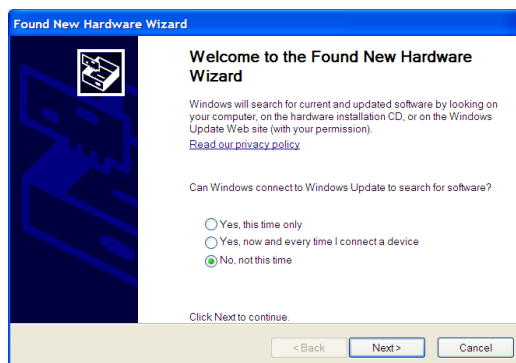 Found New Hardware Wizard
Welcome to the Found New Hardware
Wizard
Windows will search for current and updated software by looking on
your computer, on the hardware installation CD, or on the Windows
Update Web site (with your permission).
Read our privacy policy
Can Windows connect to Windows Update to search for software?
Yes, this time only
Yes, now and every time I connect a device
No, not this time
Click Next to continue.
< Back
Next >
Cancel